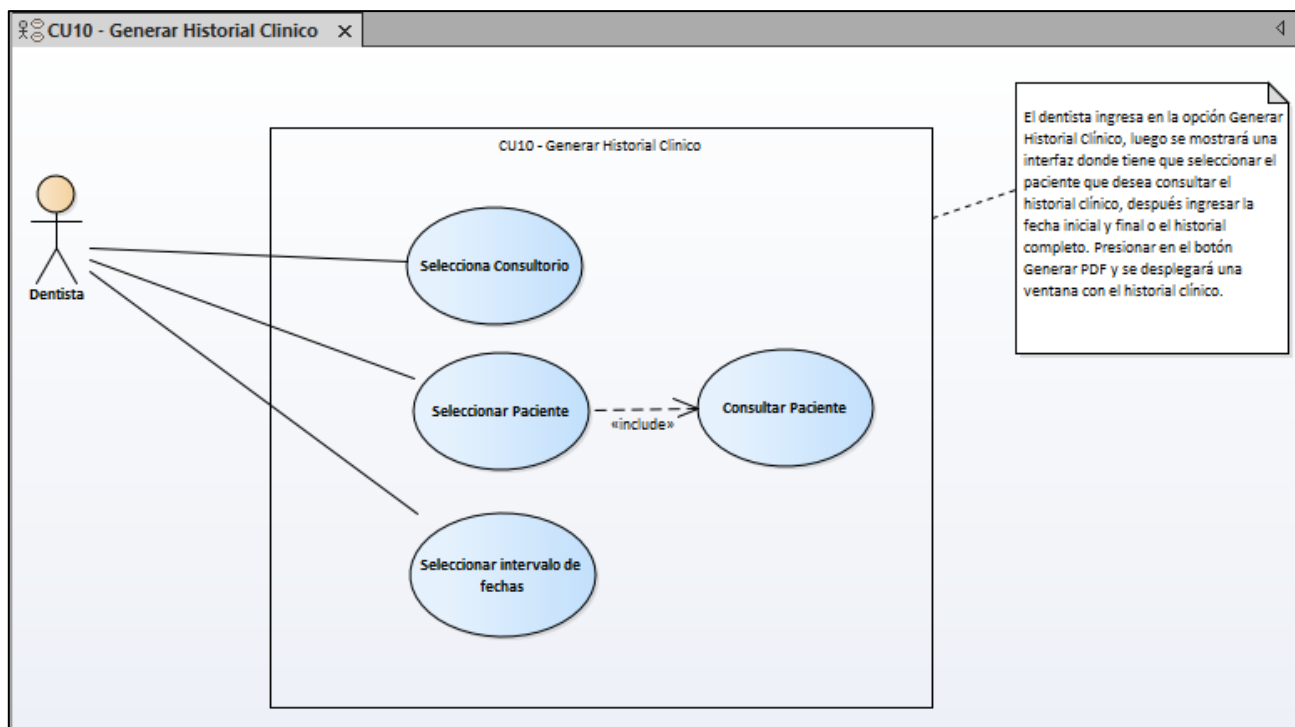 CU10 - Generar Historial Clinico
CU10 - Generar Historial Clinico
El dentista ingresa en la opción Generar
Historial Clínico, luego se mostrará una
interfaz donde tiene que seleccionar el
paciente que desea consultar el
historial clínico, después ingresar la
fecha inicial y final o el historial
completo. Presionar en el botón
Generar PDF y se desplegará una
ventana con el historial clínico.
Dentista
Selecciona Consultorio
Seleccionar Paciente
«include»
Consultar Paciente
Seleccionar intervalo de
fechas